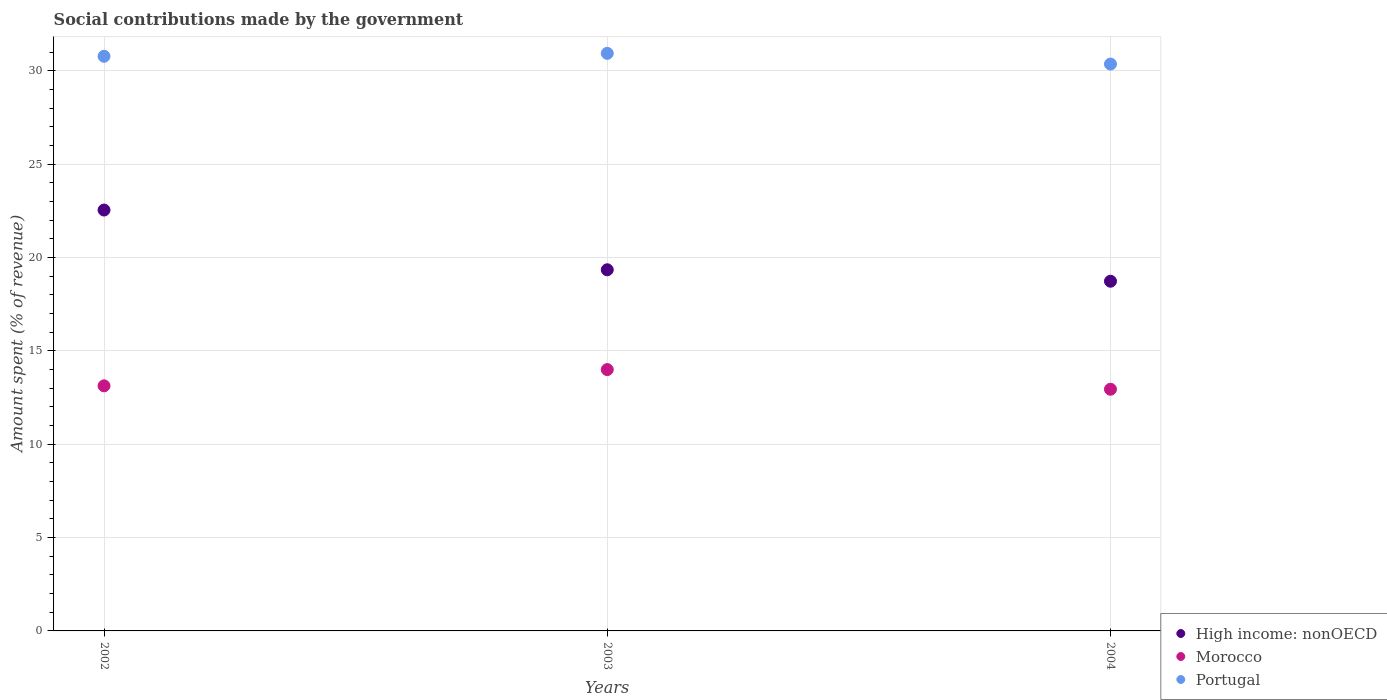 Social contributions made by the government
Amount spent (% of revenue)
30
25
20
15
10
5
0
2002
2003
2004
Years
High income: nonOECD
Morocco
Portugal